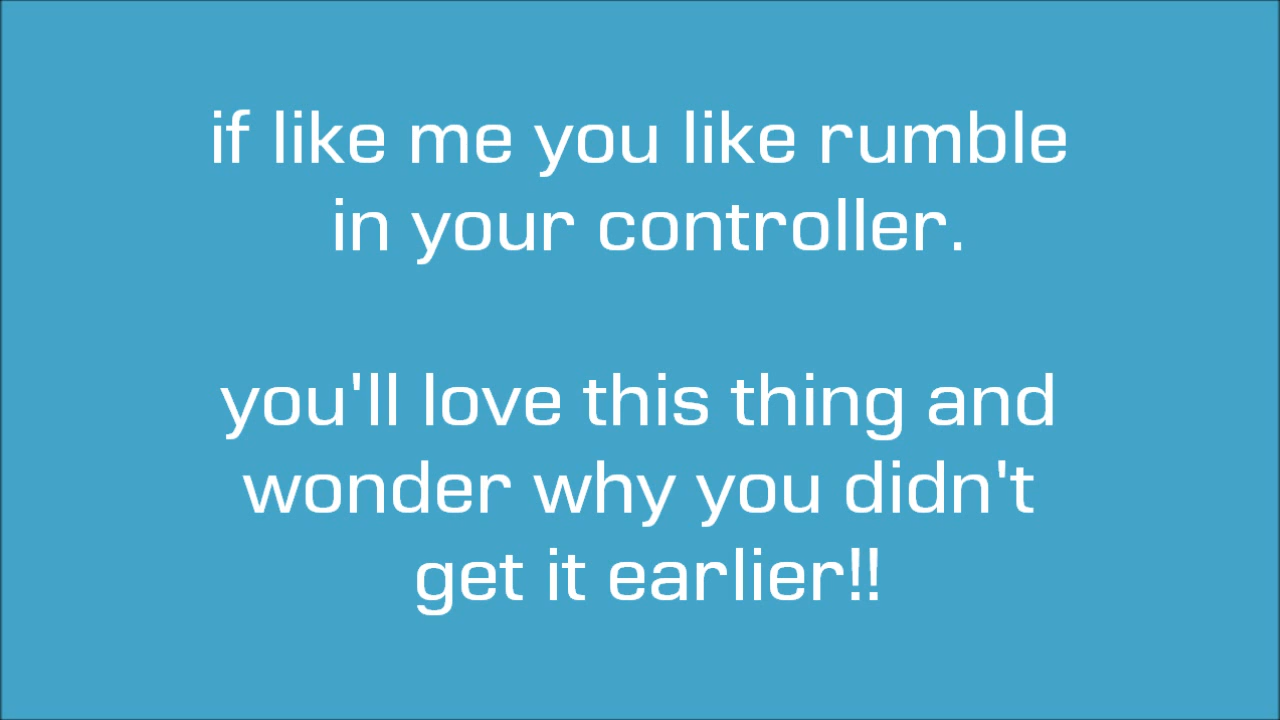 if like me you like rumble
in your controller.
you'll love this thing and
wonder why you didn't
get it earlier!!